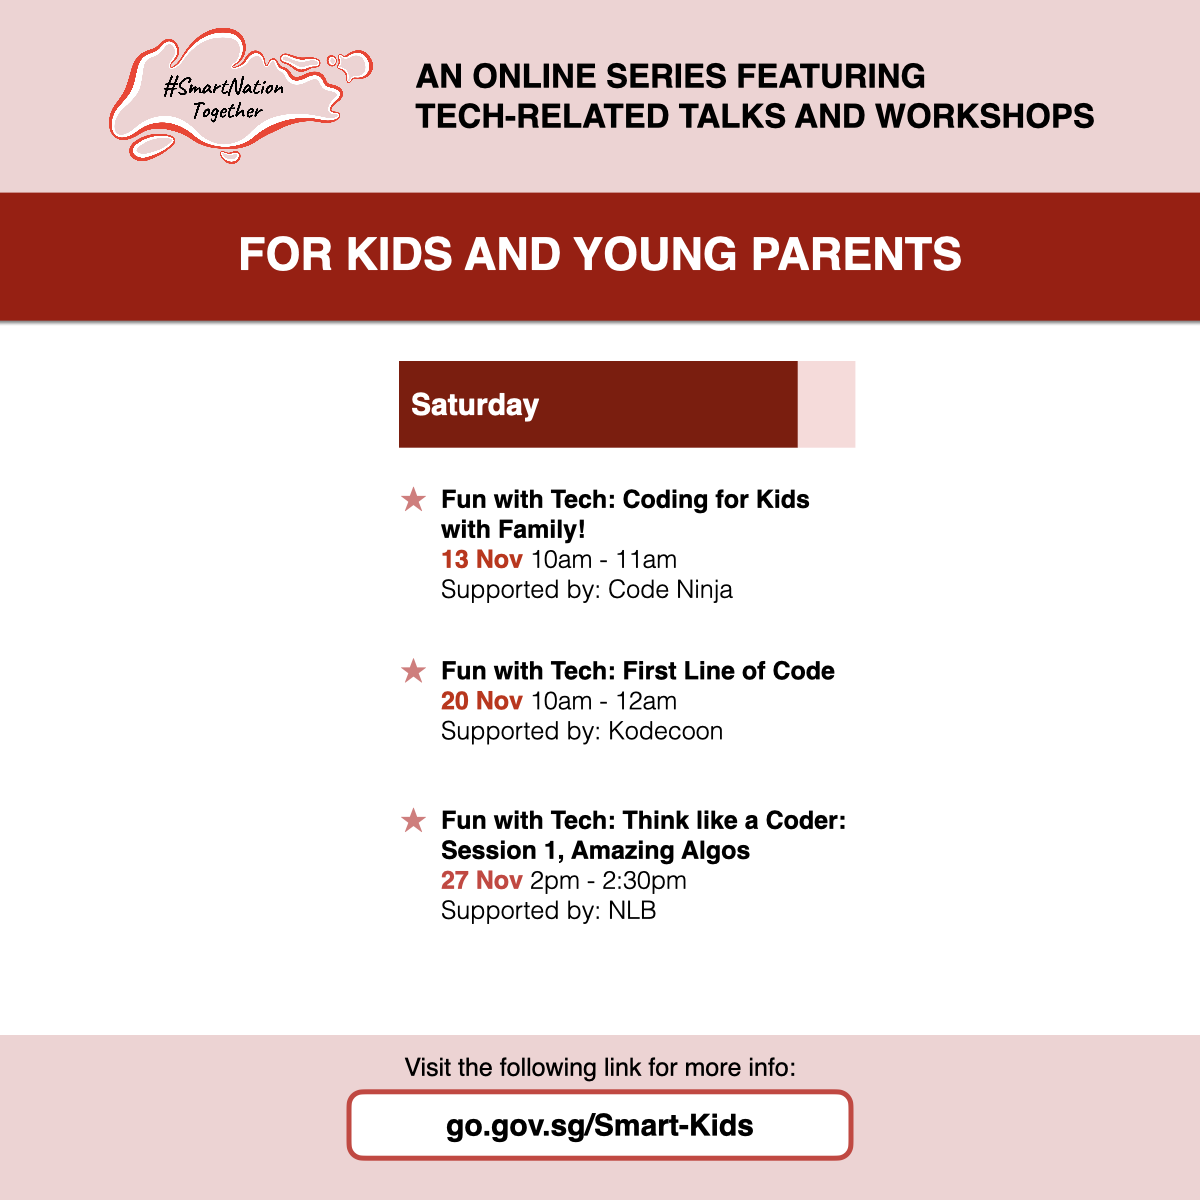 #SmartNation
Together
AN ONLINE SERIES FEATURING
TECH-RELATED TALKS AND WORKSHOPS
FOR KIDS AND YOUNG PARENTS
Saturday
Fun with Tech: Coding for Kids
with Family!
13 Nov 10am - 11am
Supported by: Code Ninja
Fun with Tech: First Line of Code
20 Nov 10am - 12am
Supported by: Kodecoon
Fun with Tech: Think like a Coder:
Session 1, Amazing Algos
27 Nov 2pm - 2:30pm
Supported by: NLB
Visit the following link for more info:
go.gov.sg/Smart-Kids